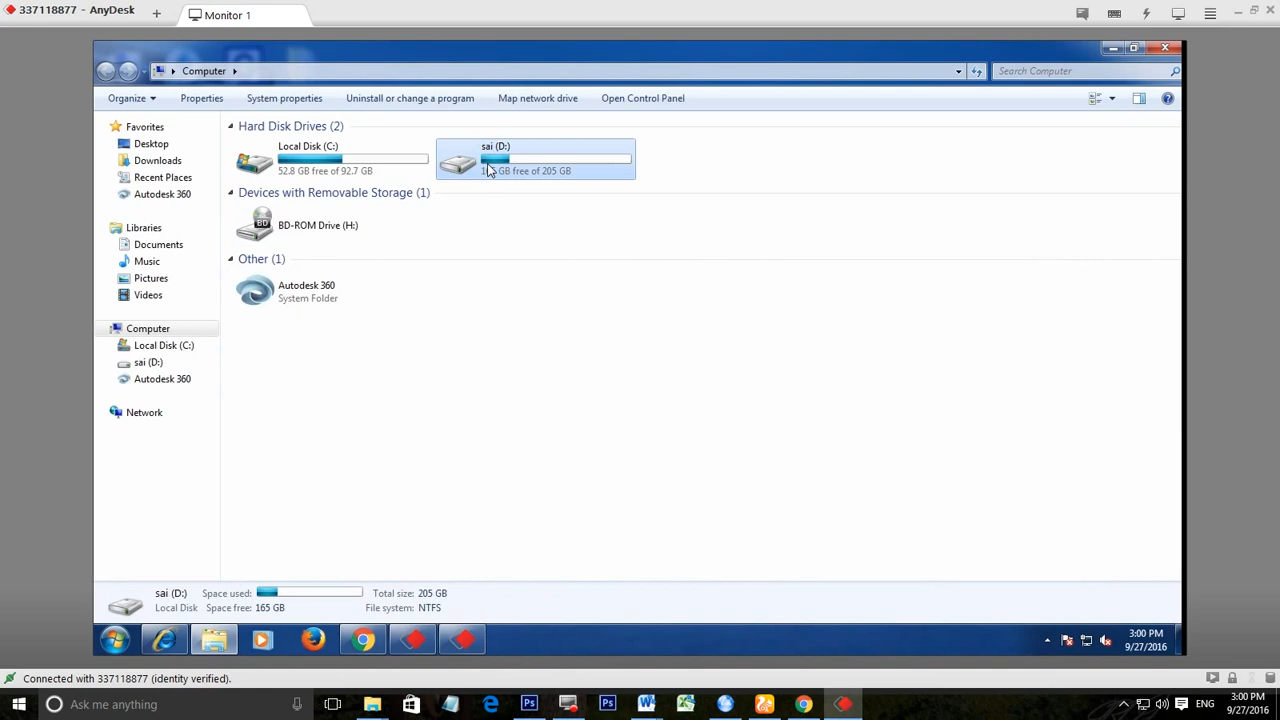 337118877 - AnyDesk
Monitor 1
Computer
Search Computer
Organize Properties System properties Uninstall or change a program Map network drive Open Control Panel
Favorites
Desktop
Downloads
Recent Places
Autodesk 360
Libraries
Documents
Music
Pictures
Videos
Computer
Local Disk (C:)
sai (D:)
Autodesk 360
Network
Hard Disk Drives (2)
Local Disk (C:)
52.8 GB free of 92.7 GB
sai (D:)
GB free of 205 GB
Devices with Removable Storage (1)
BD
BD-ROM Drive (H:)
Other (1)
Autodesk 360
System Folder
sai (D:) Space used: Total size: 205 GB
Local Disk Space free: 165 GB File system: NTFS
3:00 PM
9/27/2016
Connected with 337118877 (identity verified).
Ask me anything
Ps
Ps
ENG
3:00 PM
9/27/2016